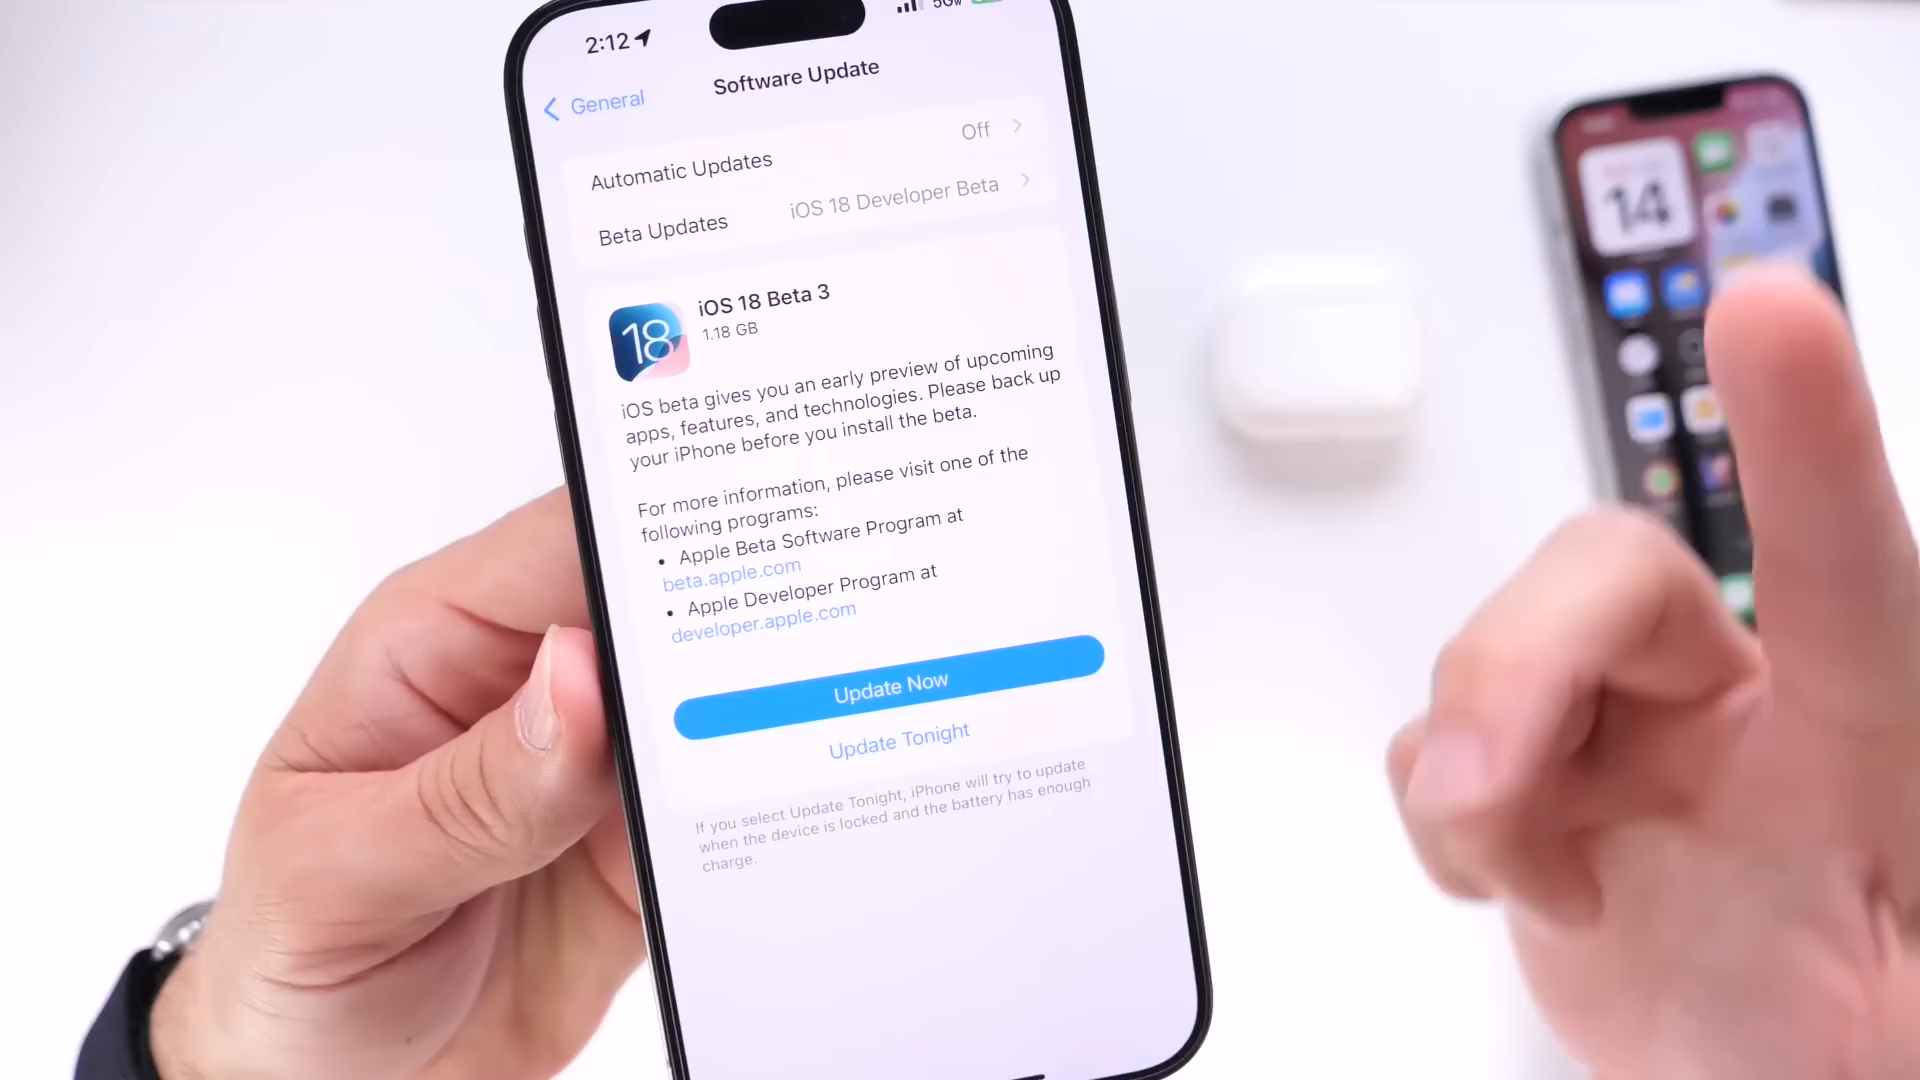 2:12
5GW
General
Software Update
Automatic Updates
Off
Beta Updates
iOS 18 Developer Beta
18
iOS 18 Beta 3
1.18 GB
iOS beta gives you an early preview of upcoming
apps, features, and technologies. Please back up
your iPhone before you install the beta.
For more information, please visit one of the
following programs:
• Apple Beta Software Program at
beta.apple.com
• Apple Developer Program at
developer.apple.com
Update Now
Update Tonight
If you select Update Tonight, iPhone will try to update
when the device is locked and the battery has enough
charge.
14